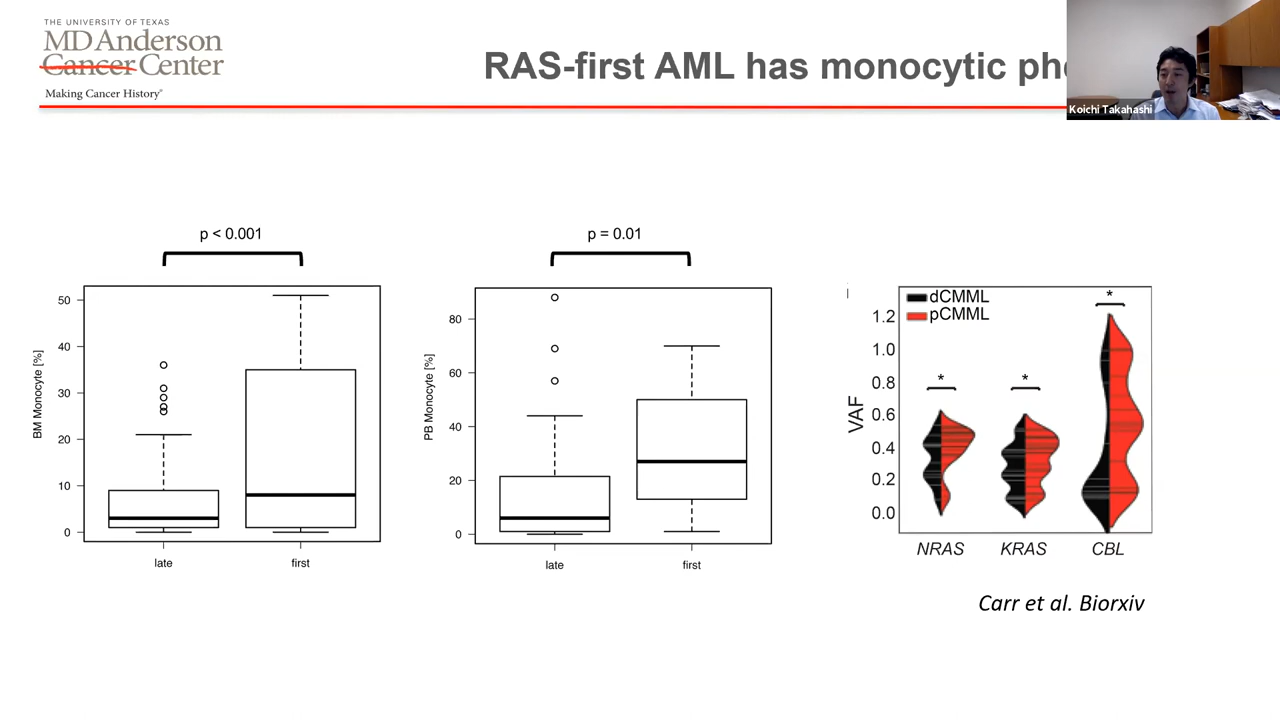 THE UNIVERSITY OF TEXAS
MD Anderson
Cancer Center
Making Cancer History®
RAS-first AML has monocytic
Koichi Takahashi
p < 0.001
BM Monocyte [%]
50
40
30
20
10
0
late
first
p = 0.01
PB Monocyte [%]
80
60
40
20
0
late
first
dCMML
pCMML
*
*
*
VAF
1.2
1.0
0.8
0.6
0.4
0.2
0.0
NRAS
KRAS
CBL
Carr et al. Biorxiv